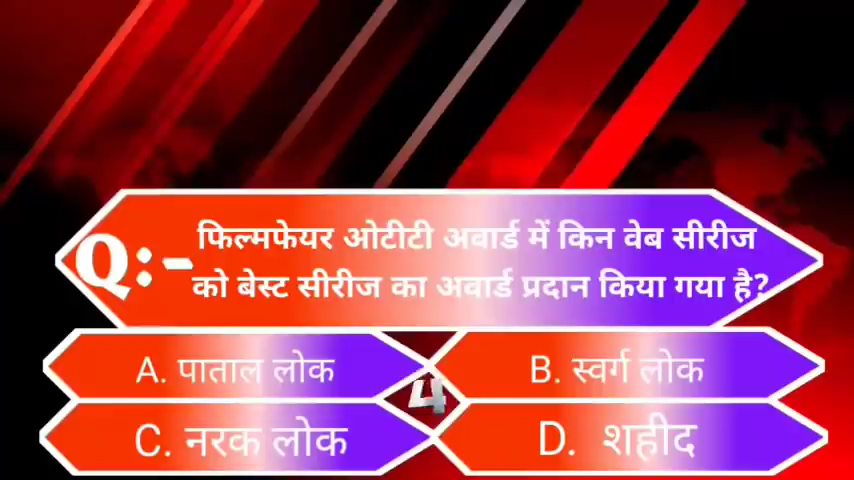 Q:- फिल्मफेयर ओटीटी अवार्ड में किन वेब सीरीज
को बेस्ट सीरीज का अवार्ड प्रदान किया गया है?
A. पाताल लोक
B. स्वर्ग लोक
4
C. नरक लोक
D. शहीद